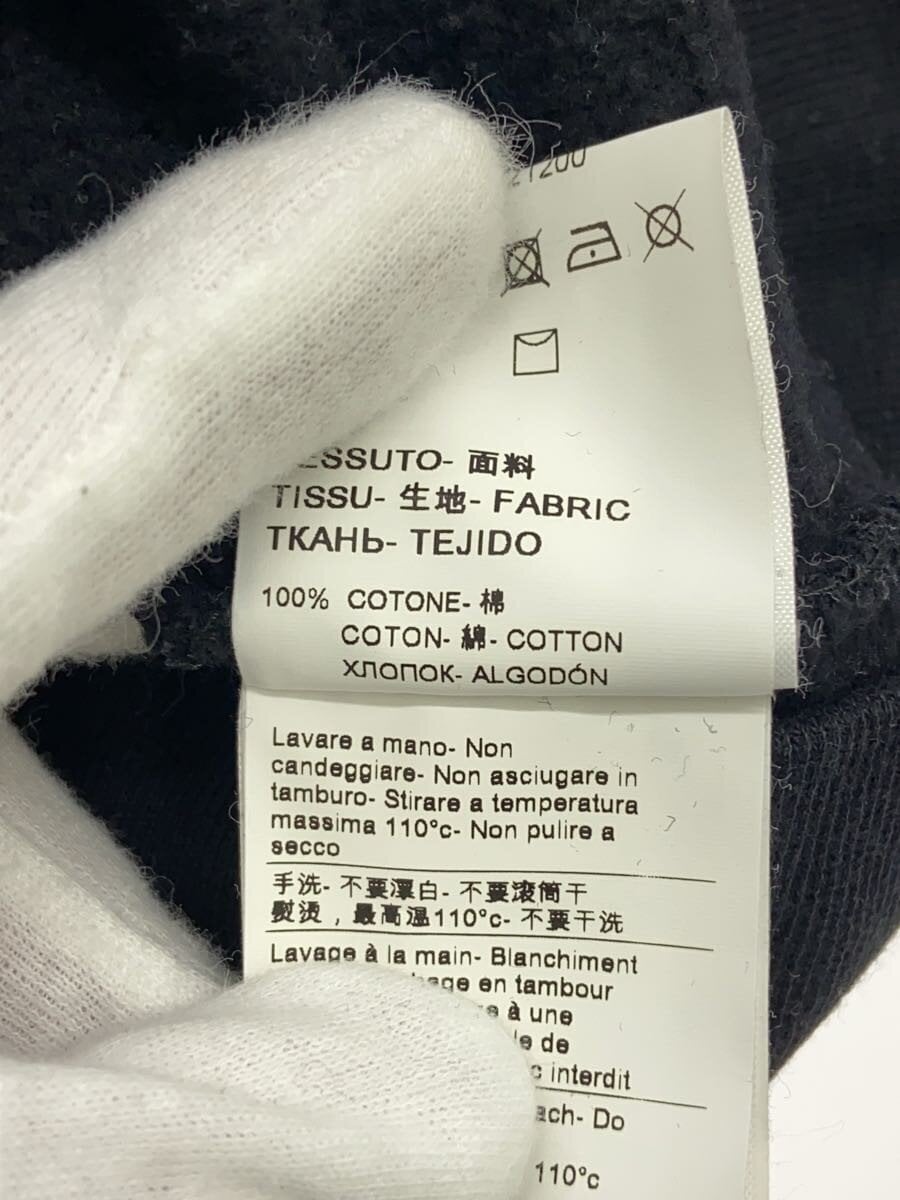 21200
TESSUTO- 面料
TISSU- 生地- FABRIC
ТКАНЬ- TEJIDO
100% COTONE- 棉
COTON- 綿- COTTON
ХЛОПОК- ALGODÓN
Lavare a mano- Non
candeggiare- Non asciugare in
tamburo- Stirare a temperatura
massima 110°c- Non pulire a
secco
手洗- 不要漂白- 不要滚筒干
熨烫，最高温110°c- 不要干洗
Lavage à la main- Blanchiment
en tambour
à une
de
interdit
Do
110°c